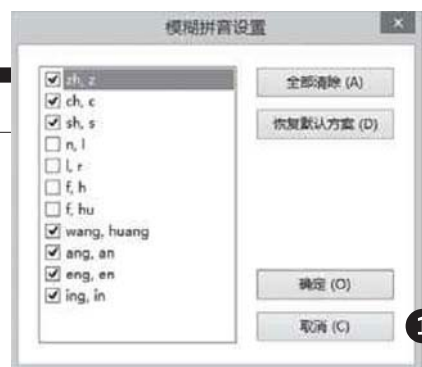 模糊拼音设置
zh, z
ch, c
sh, s
n, l
l, r
f, h
f, hu
wang, huang
ang, an
eng, en
ing, in
全部清除 (A)
恢复默认方案 (D)
确定 (O)
取消 (C)
1